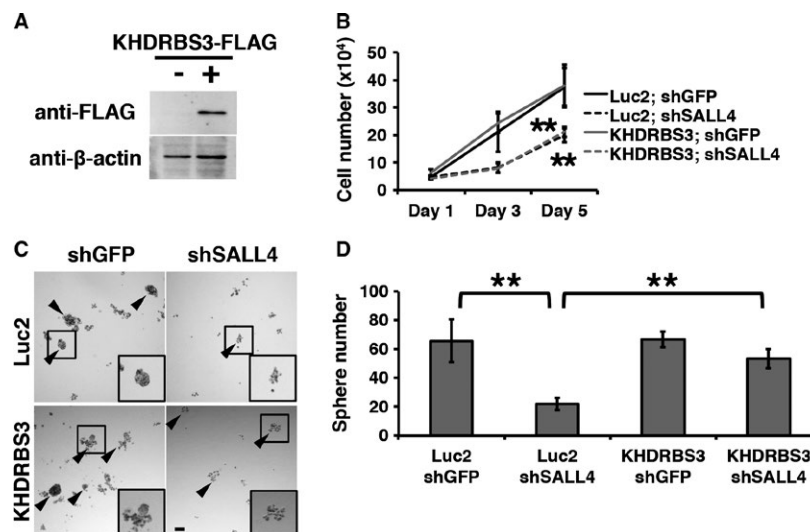 A
KHDRBS3-FLAG
- +
anti-FLAG
anti-β-actin
B
Cell number (x10⁴)
50
40
30
20
10
0
Day 1 Day 3 Day 5
**
**
Luc2; shGFP
Luc2; shSALL4
KHDRBS3; shGFP
KHDRBS3; shSALL4
C
shGFP shSALL4
Luc2
KHDRBS3
D
Sphere number
100
80
60
40
20
0
** **
Luc2 Luc2 KHDRBS3 KHDRBS3
shGFP shSALL4 shGFP shSALL4